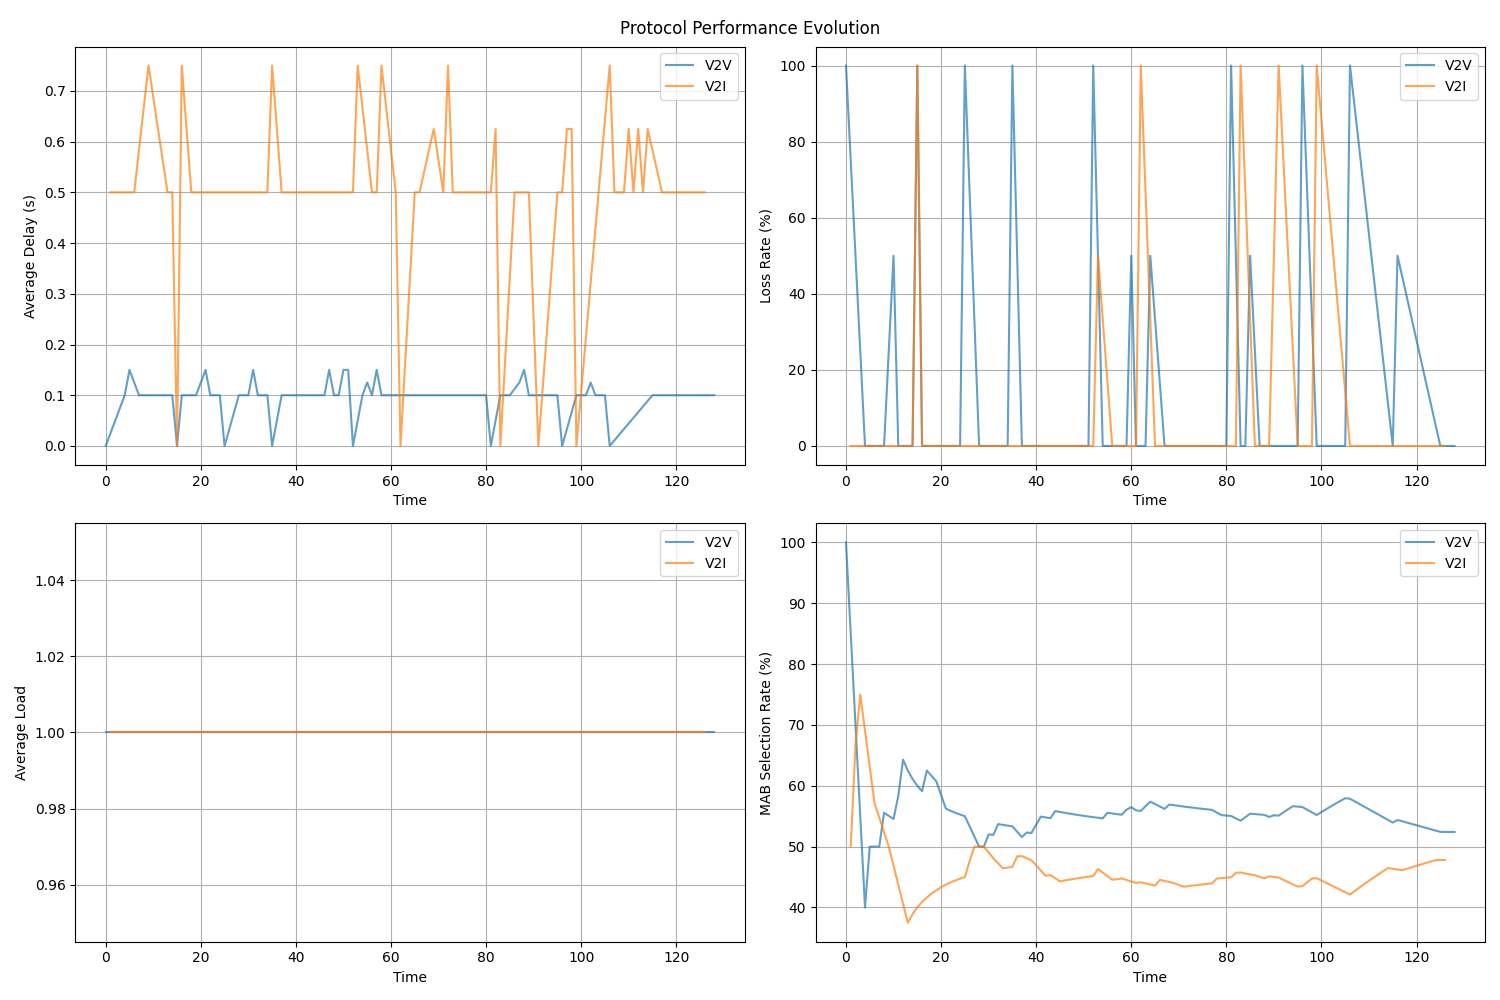 Protocol Performance Evolution
Average Delay (s)
0.7
0.6
0.5
0.4
0.3
0.2
0.1
0.0
0 20 40 60 80 100 120
Time
V2V
V2I
Loss Rate (%)
100
80
60
40
20
0
0 20 40 60 80 100 120
Time
V2V
V2I
Average Load
1.04
1.02
1.00
0.98
0.96
0 20 40 60 80 100 120
Time
V2V
V2I
MAB Selection Rate (%)
100
90
80
70
60
50
40
0 20 40 60 80 100 120
Time
V2V
V2I